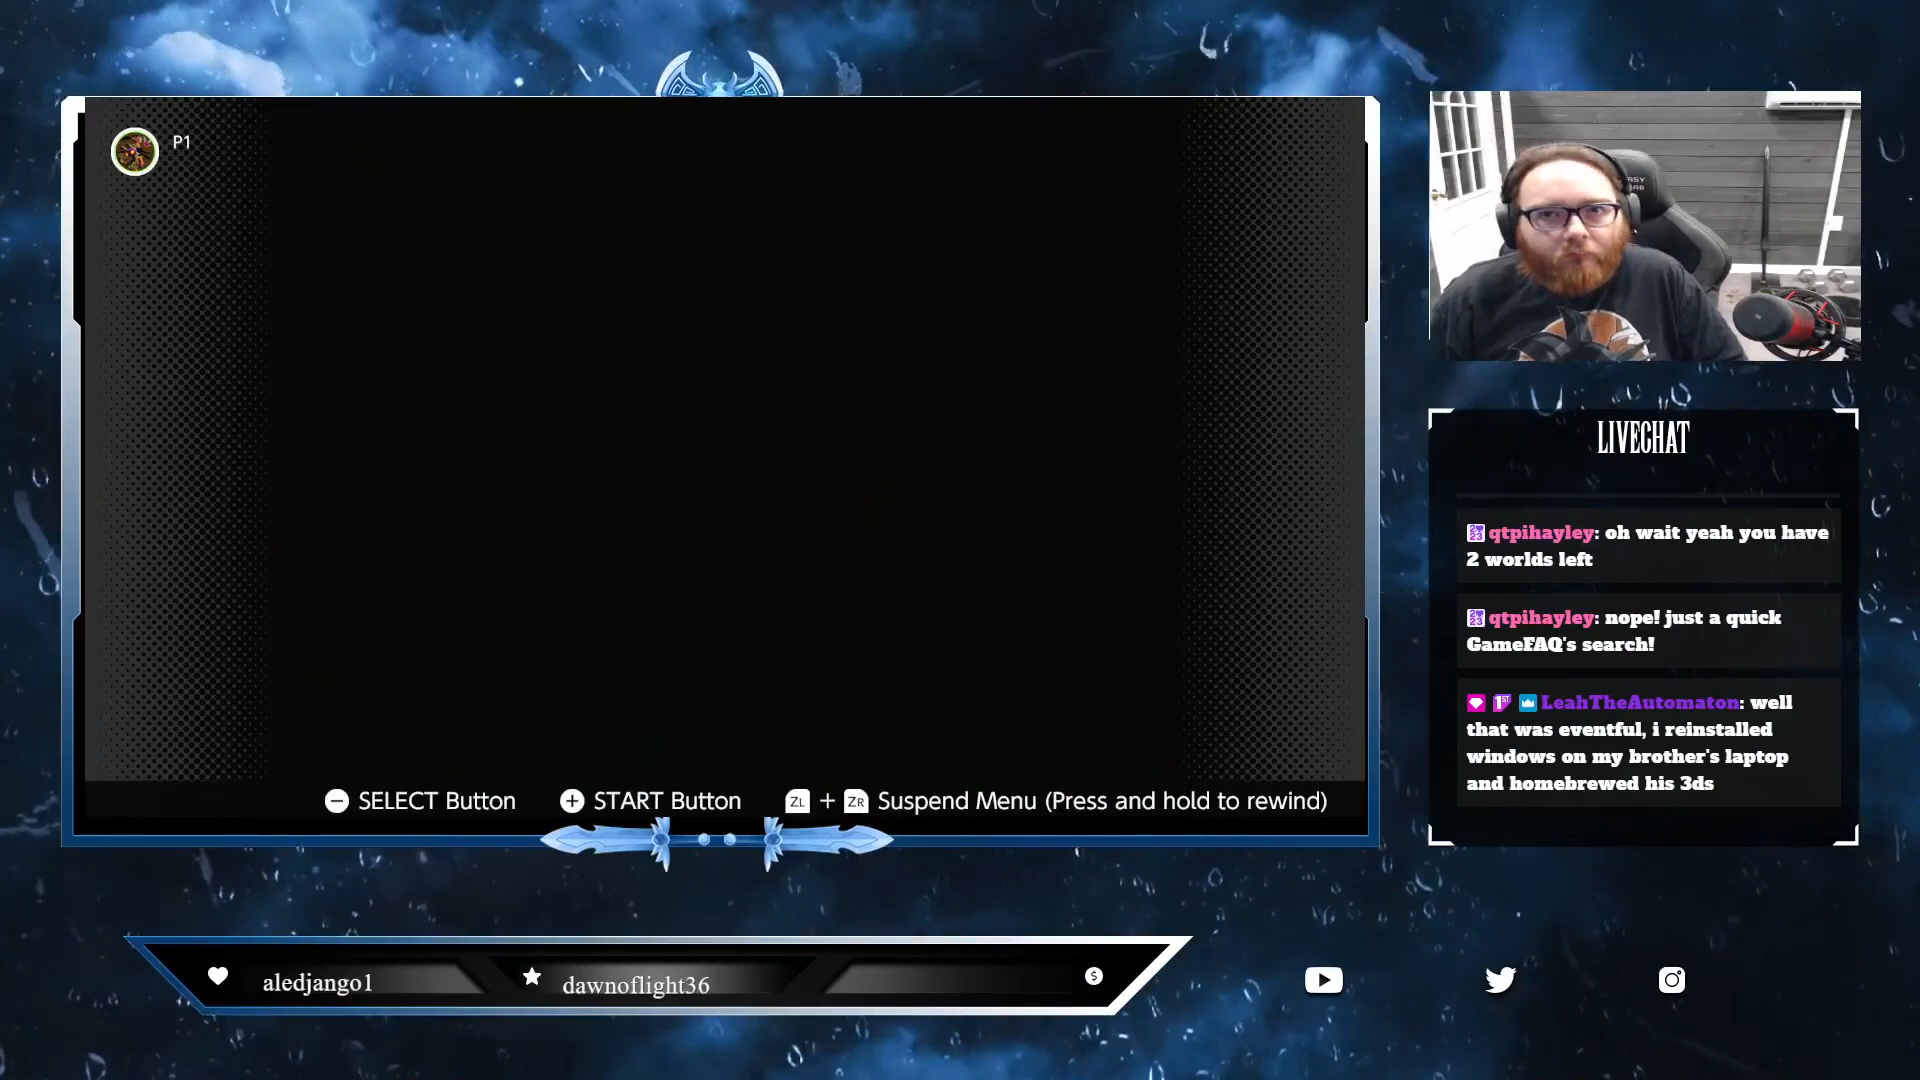 P1
SELECT Button
START Button
ZL + ZR Suspend Menu (Press and hold to rewind)
LIVECHAT
qtpihayley: oh wait yeah you have
2 worlds left
qtpihayley: nope! just a quick
GameFAQ's search!
1ST LeahTheAutomaton: well
that was eventful, i reinstalled
windows on my brother's laptop
and homebrewed his 3ds
aledjango1
dawnoflight36